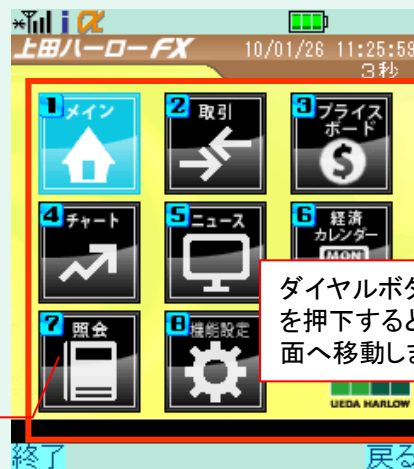 上田ハーローFX
10/01/26 11:25:59
3秒
1 メイン
2 取引
3 プライス
ボード
4 チャート
5 ニュース
6 経済
カレンダー
MON
7 照会
8 機能設定
ダイヤルボタ
を押下すると
面へ移動しま
UEDA HARLOW
終了
戻る